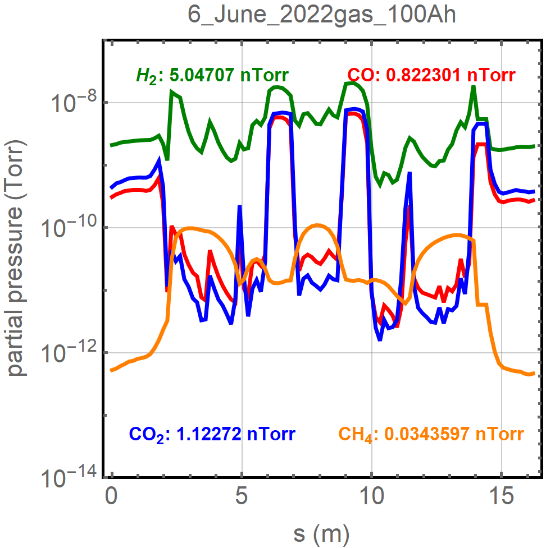 6_June_2022gas_100Ah
H₂: 5.04707 nTorr
CO: 0.822301 nTorr
partial pressure (Torr)
10⁻⁸
10⁻¹⁰
10⁻¹²
10⁻¹⁴
CO₂: 1.12272 nTorr
CH₄: 0.0343597 nTorr
0 5 10 15
s (m)